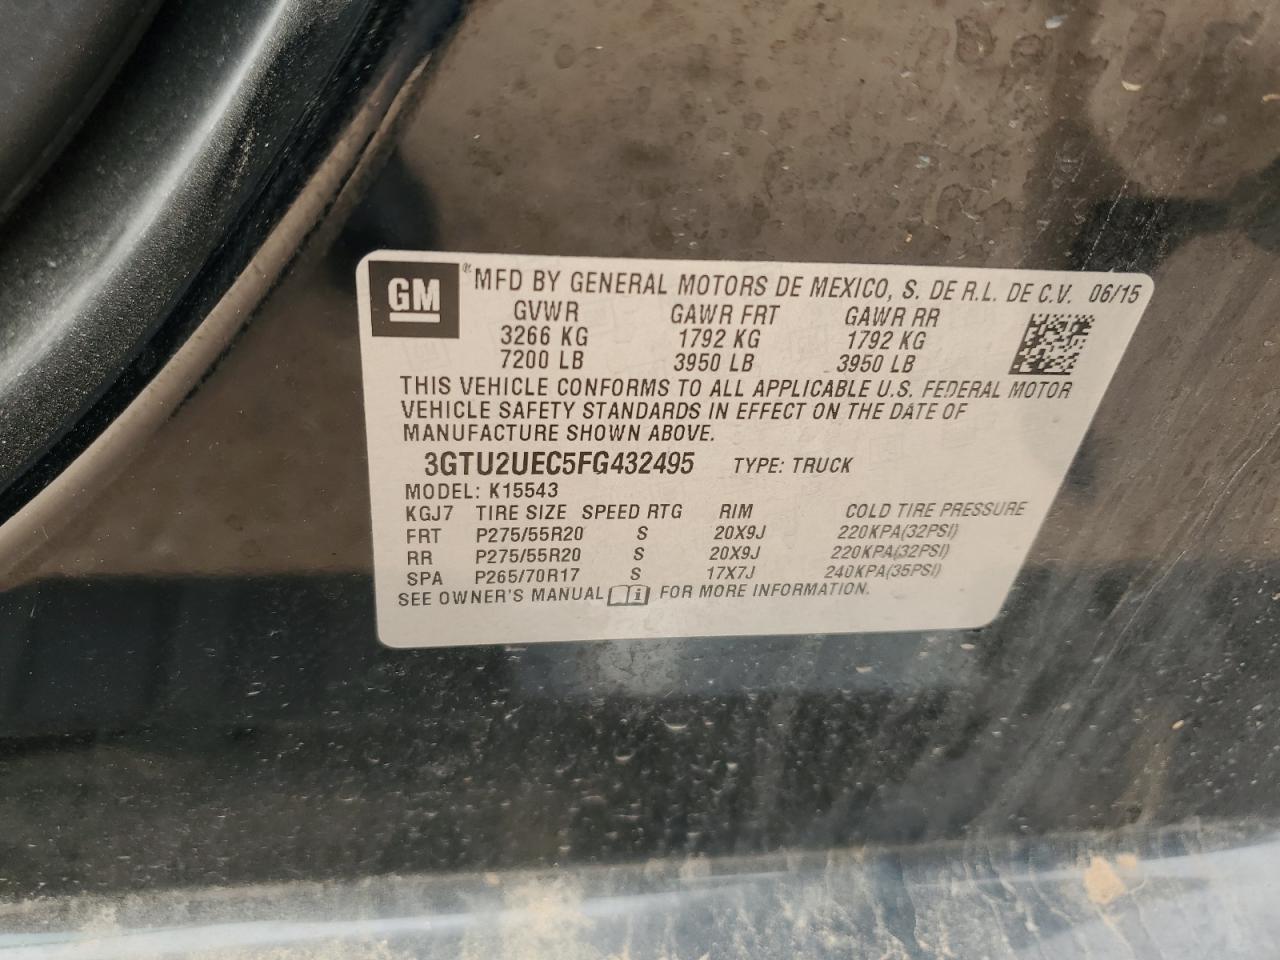 GM ® MFD BY GENERAL MOTORS DE MEXICO, S. DE R.L. DE C.V. 06/15
GVWR GAWR FRT GAWR RR
3266 KG 1792 KG 1792 KG
7200 LB 3950 LB 3950 LB
THIS VEHICLE CONFORMS TO ALL APPLICABLE U.S. FEDERAL MOTOR
VEHICLE SAFETY STANDARDS IN EFFECT ON THE DATE OF
MANUFACTURE SHOWN ABOVE.
3GTU2UEC5FG432495 TYPE: TRUCK
MODEL: K15543
KGJ7 TIRE SIZE SPEED RTG RIM COLD TIRE PRESSURE
FRT P275/55R20 S 20X9J 220KPA(32PSI)
RR P275/55R20 S 20X9J 220KPA(32PSI)
SPA P265/70R17 S 17X7J 240KPA(35PSI)
SEE OWNER'S MANUAL i FOR MORE INFORMATION.